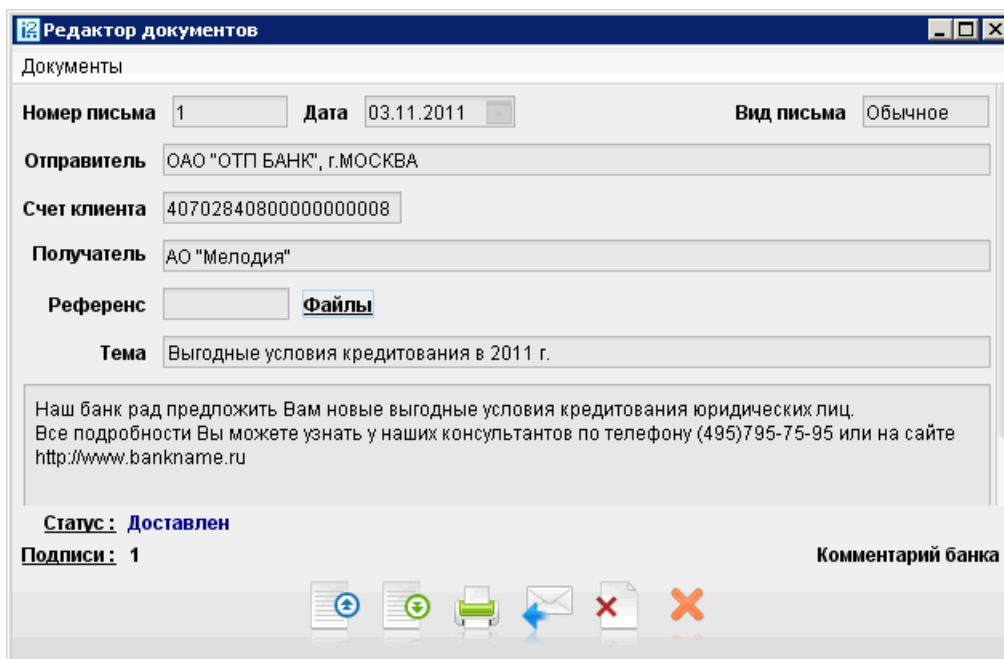 Редактор документов
Документы
Номер письма 1 Дата 03.11.2011 Вид письма Обычное
Отправитель ОАО "ОТП БАНК", г.МОСКВА
Счет клиента 40702840800000000008
Получатель АО "Мелодия"
Референс Файлы
Тема Выгодные условия кредитования в 2011 г.
Наш банк рад предложить Вам новые выгодные условия кредитования юридических лиц.
Все подробности Вы можете узнать у наших консультантов по телефону (495)795-75-95 или на сайте
http://www.bankname.ru
Статус : Доставлен
Подписи : 1 Комментарий банка